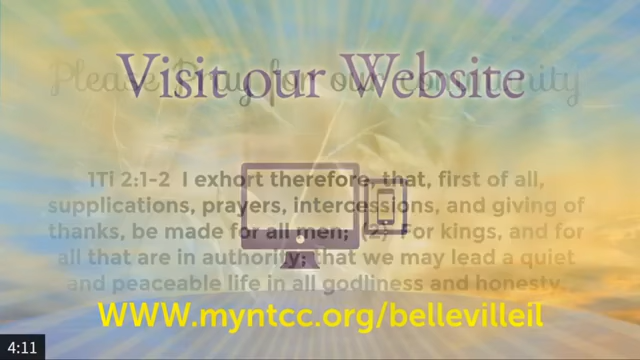 Visit our Website
Please Pray for our community
1Ti 2:1-2 I exhort therefore, that, first of all,
supplications, prayers, intercessions, and giving of
thanks, be made for all men; (2) For kings, and for
all that are in authority; that we may lead a quiet
and peaceable life in all godliness and honesty.
WWW.myntcc.org/bellevilleil
4:11